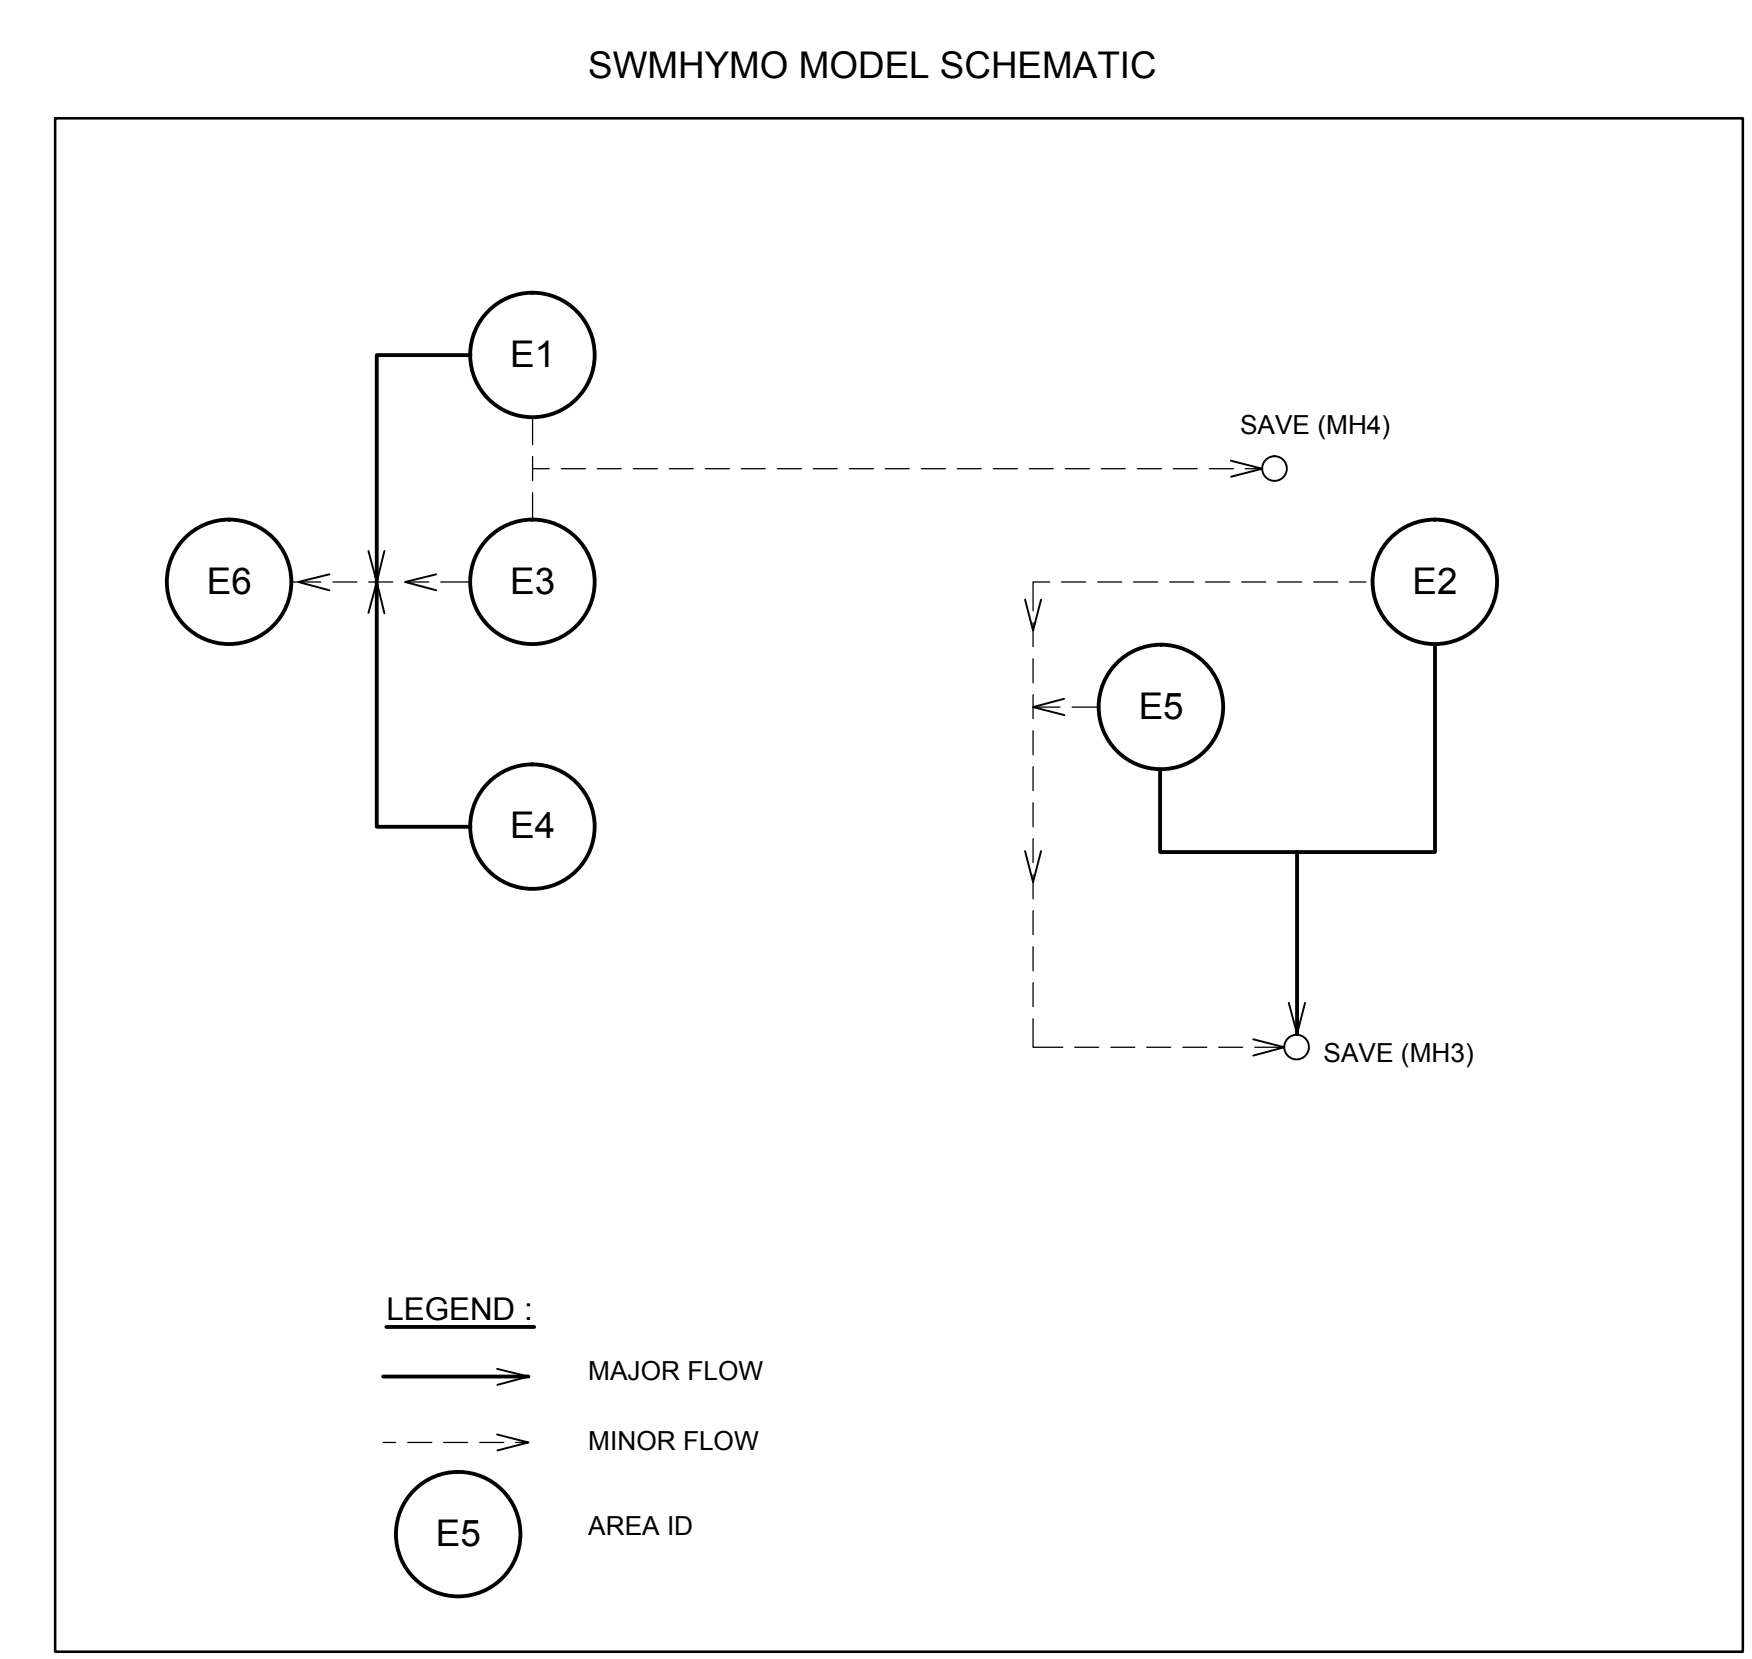 SWMHYMO MODEL SCHEMATIC
E1
SAVE (MH4)
E6
E3
E2
E5
E4
SAVE (MH3)
LEGEND :
MAJOR FLOW
MINOR FLOW
E5
AREA ID